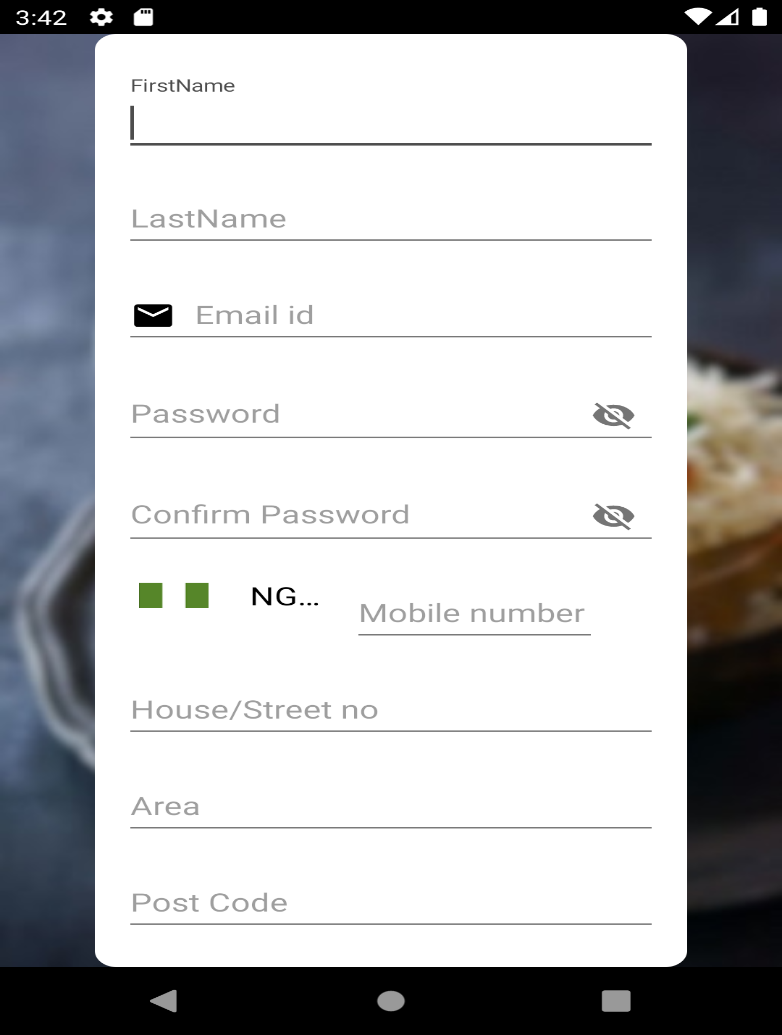 3:42
FirstName
LastName
Email id
Password
Confirm Password
NG...
Mobile number
House/Street no
Area
Post Code